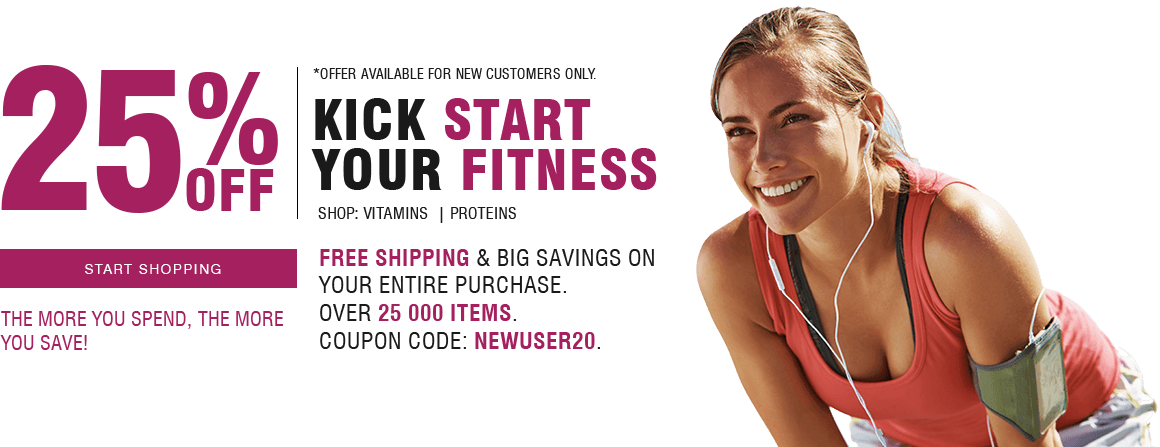 25%
OFF
*OFFER AVAILABLE FOR NEW CUSTOMERS ONLY.
KICK START
YOUR FITNESS
SHOP: VITAMINS | PROTEINS
START SHOPPING
THE MORE YOU SPEND, THE MORE
YOU SAVE!
FREE SHIPPING & BIG SAVINGS ON
YOUR ENTIRE PURCHASE.
OVER 25 000 ITEMS.
COUPON CODE: NEWUSER20.